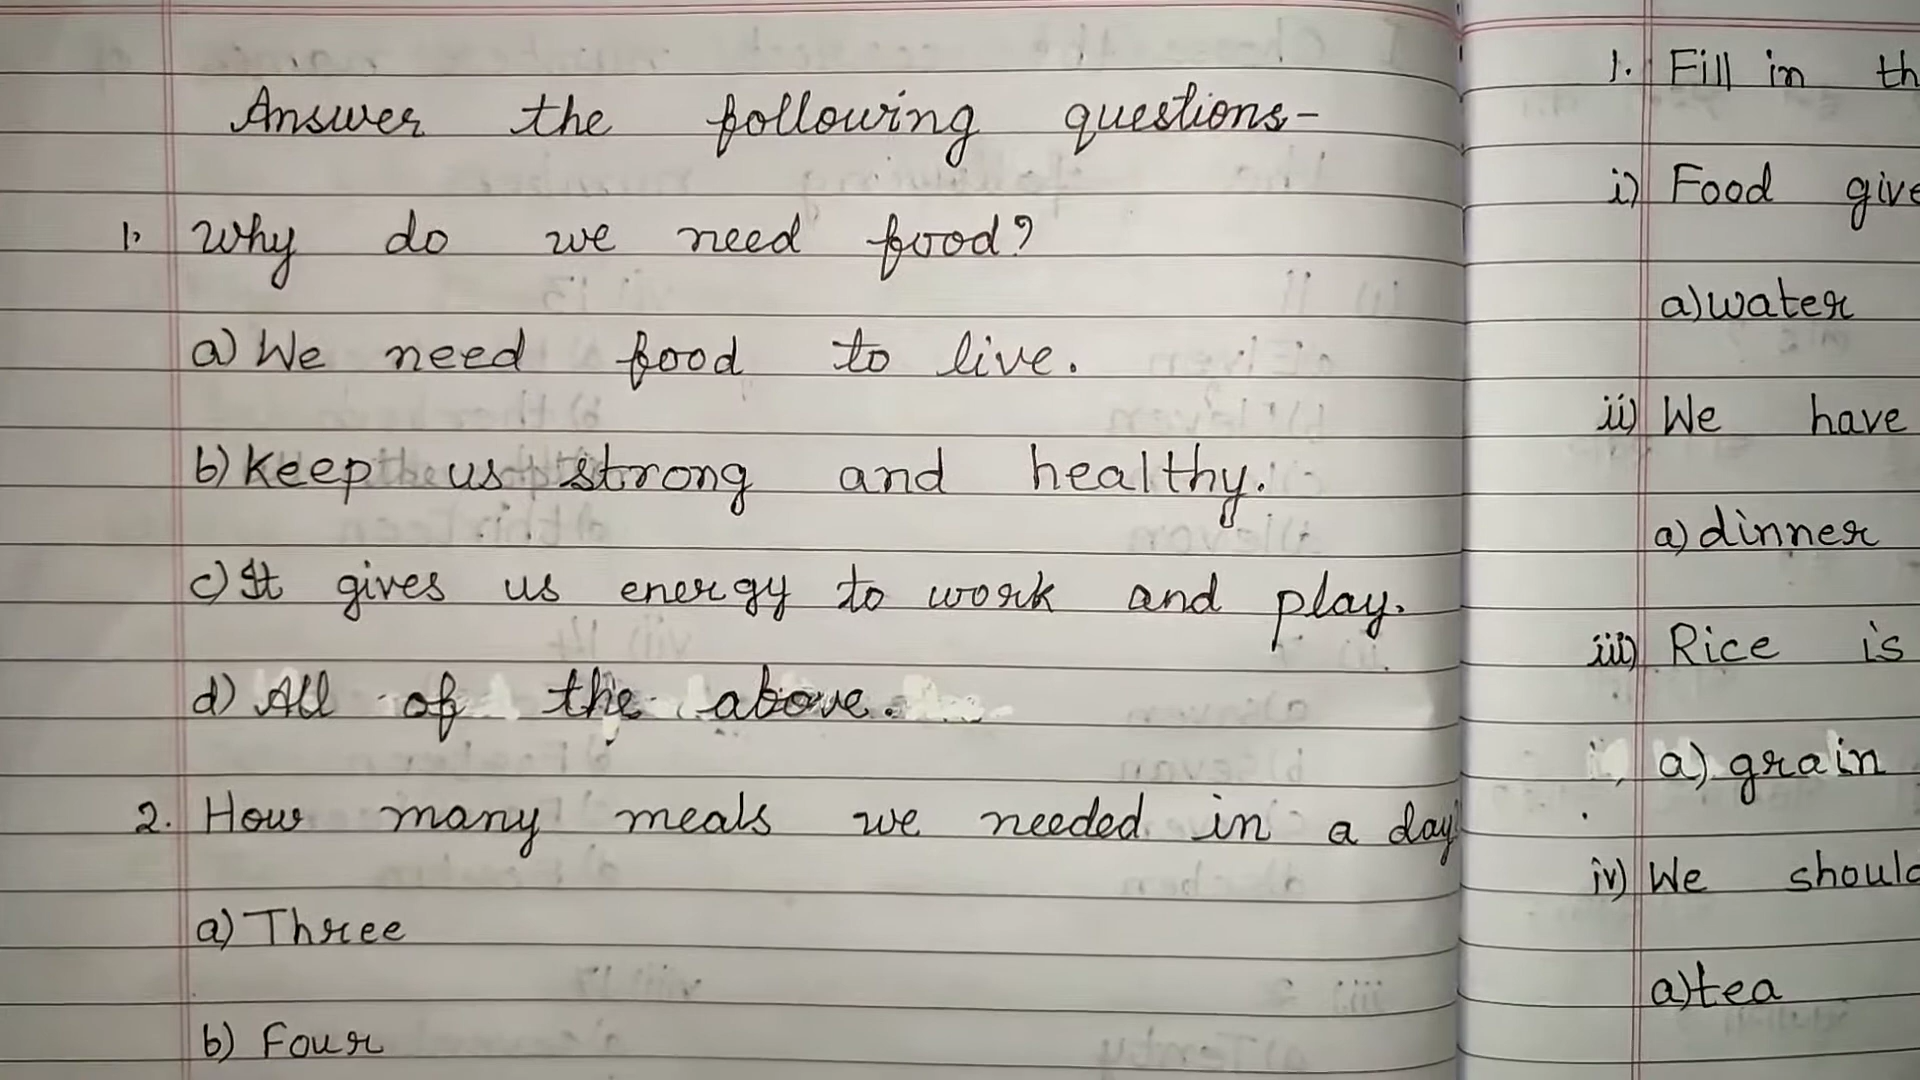 Answer the following questions-
1. Why do we need food?
a) We need food to live.
b) Keep us strong and healthy.
c) It gives us energy to work and play.
d) All of the above.
2. How many meals we needed in a day
a) Three
b) Four
1. Fill in th
i) Food give
a) water
ii) We have
a) dinner
iii) Rice is
a) grain
iv) We should
a) tea